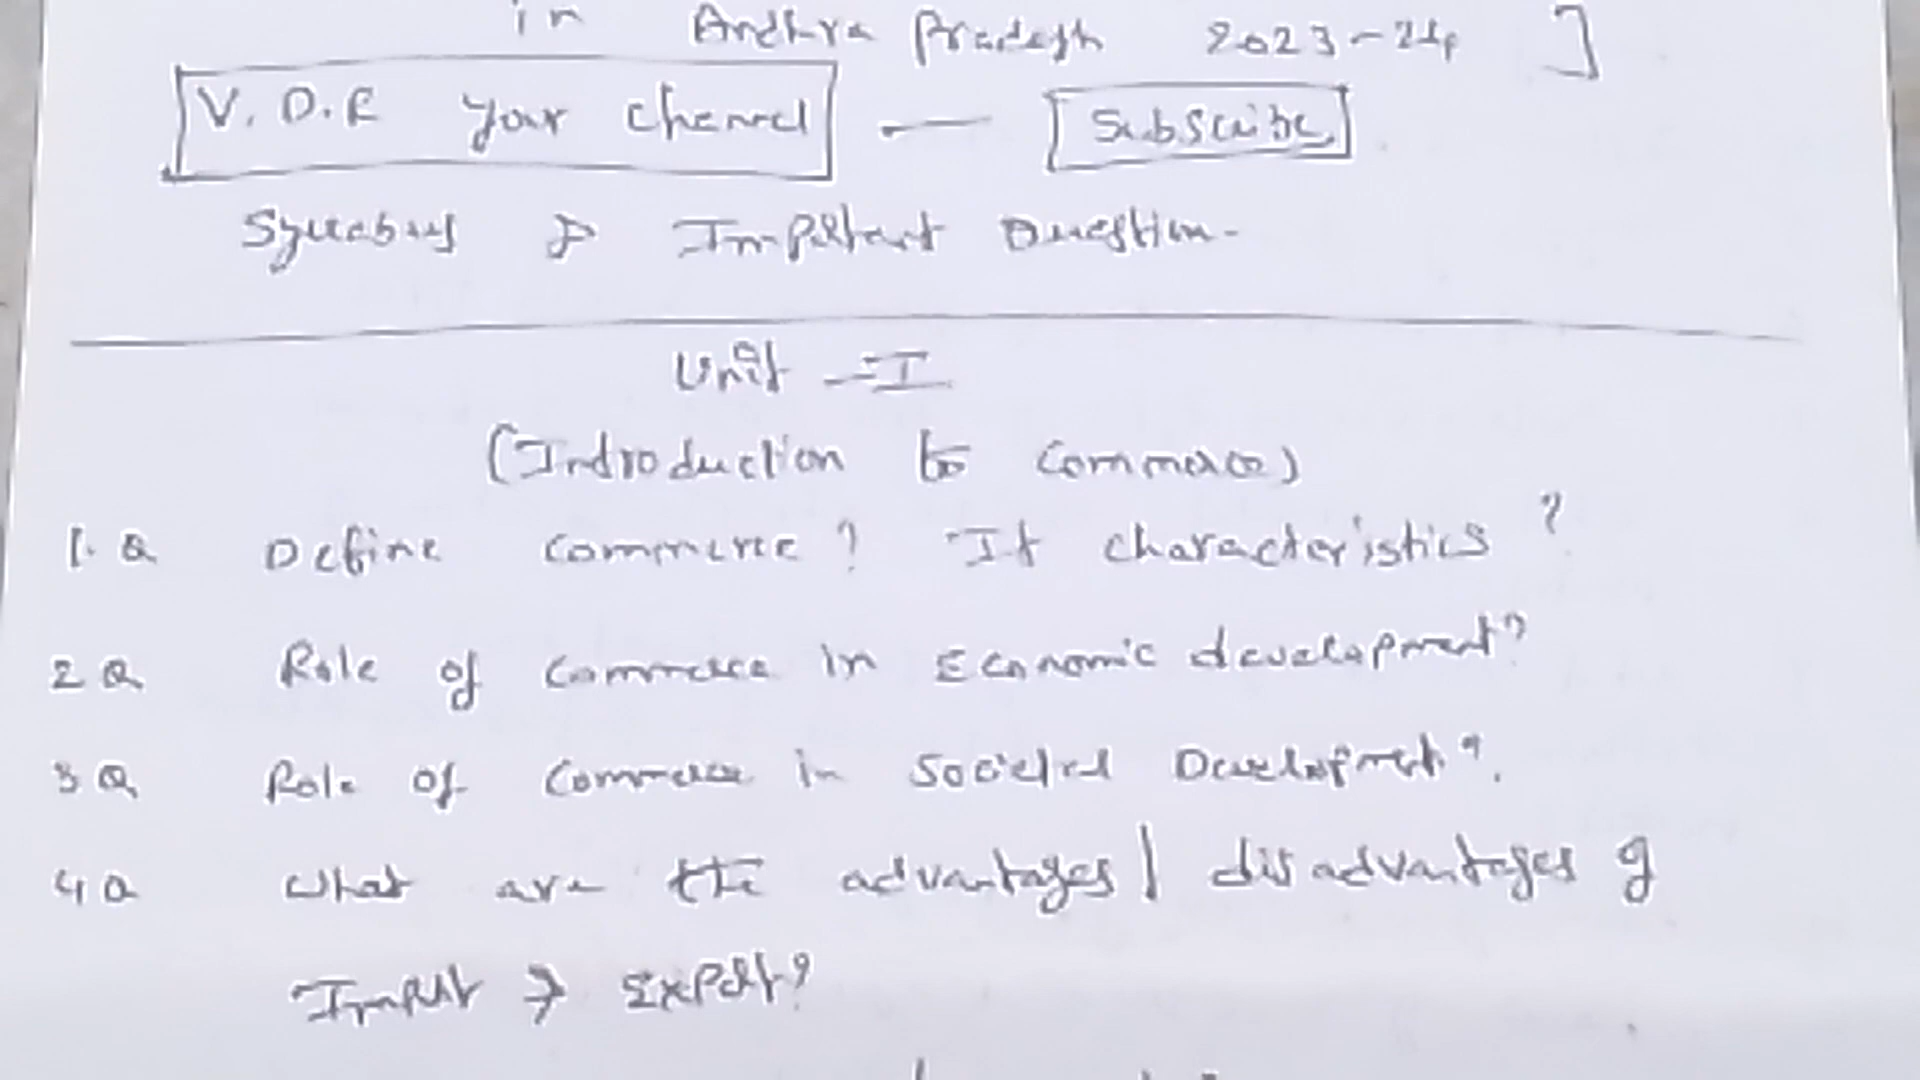 in Andhra Pradesh 2023-24 ]
V.D.R your channel — Subscribe
Syllabus & Important Question-
Unit - I
(Introduction to Commerce)
1. Q Define commerce? It characteristics?
2 Q Role of Commerce in Economic development?
3 Q Role of Commerce in Societal Development?
4 Q What are the advantages / disadvantages of
Import & Export?